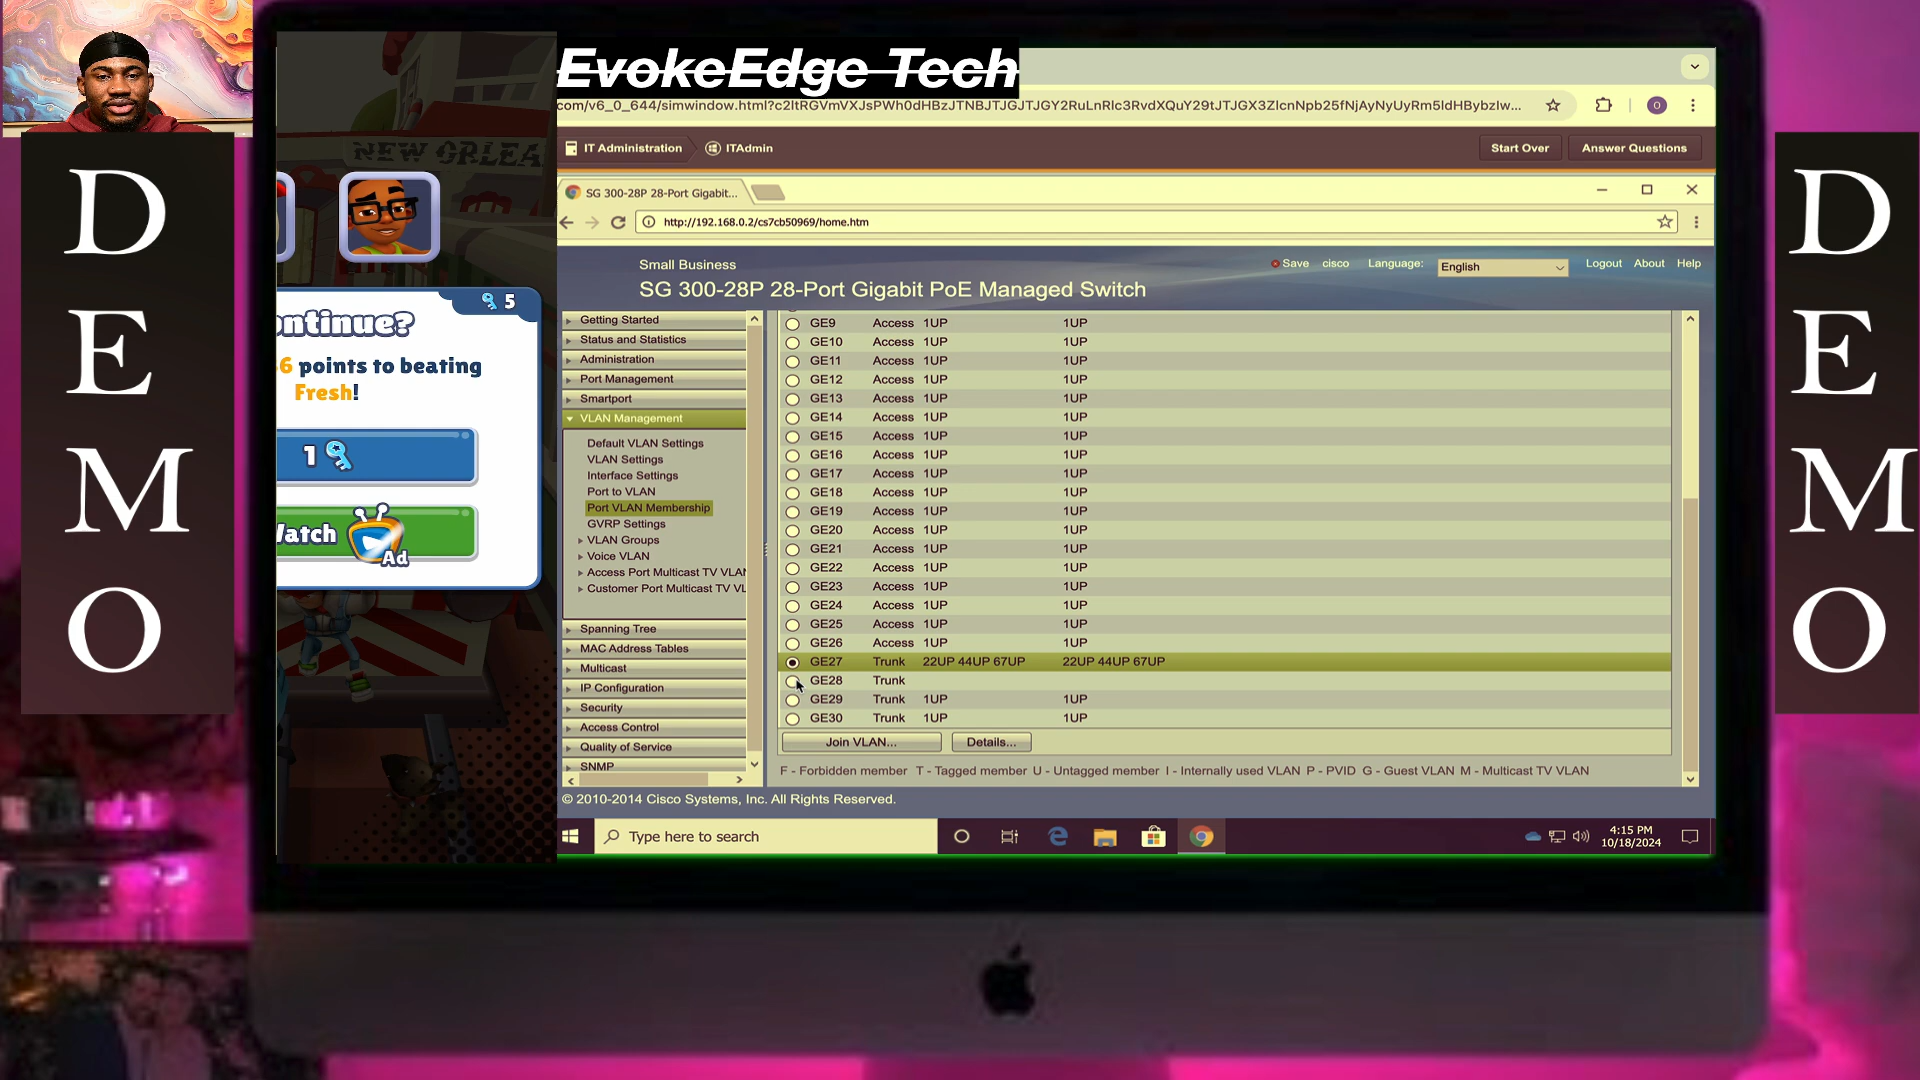 EvokeEdge Tech
DEMO
DEMO
NEW ORLEA
5
ontinue?
6 points to beating
Fresh!
1
Watch
Ad
com/v6_0_644/simwindow.html?c2ltRGVmVXJsPWh0dHBzJTNBJTJGJTJGY2RuLnRlc3RvdXQuY29tJTJGX3ZlcnNpb25fNjAyNyUyRm5ldHBybzIw...
O
IT Administration
ITAdmin
Start Over
Answer Questions
SG 300-28P 28-Port Gigabit...
http://192.168.0.2/cs7cb50969/home.htm
Small Business
SG 300-28P 28-Port Gigabit PoE Managed Switch
Save cisco Language: English Logout About Help
Getting Started
Status and Statistics
Administration
Port Management
Smartport
VLAN Management
Default VLAN Settings
VLAN Settings
Interface Settings
Port to VLAN
Port VLAN Membership
GVRP Settings
VLAN Groups
Voice VLAN
Access Port Multicast TV VLAN
Customer Port Multicast TV VL
Spanning Tree
MAC Address Tables
Multicast
IP Configuration
Security
Access Control
Quality of Service
SNMP
GE9 Access 1UP 1UP
GE10 Access 1UP 1UP
GE11 Access 1UP 1UP
GE12 Access 1UP 1UP
GE13 Access 1UP 1UP
GE14 Access 1UP 1UP
GE15 Access 1UP 1UP
GE16 Access 1UP 1UP
GE17 Access 1UP 1UP
GE18 Access 1UP 1UP
GE19 Access 1UP 1UP
GE20 Access 1UP 1UP
GE21 Access 1UP 1UP
GE22 Access 1UP 1UP
GE23 Access 1UP 1UP
GE24 Access 1UP 1UP
GE25 Access 1UP 1UP
GE26 Access 1UP 1UP
GE27 Trunk 22UP 44UP 67UP 22UP 44UP 67UP
GE28 Trunk
GE29 Trunk 1UP 1UP
GE30 Trunk 1UP 1UP
Join VLAN... Details...
F - Forbidden member T - Tagged member U - Untagged member I - Internally used VLAN P - PVID G - Guest VLAN M - Multicast TV VLAN
© 2010-2014 Cisco Systems, Inc. All Rights Reserved.
Type here to search
4:15 PM
10/18/2024